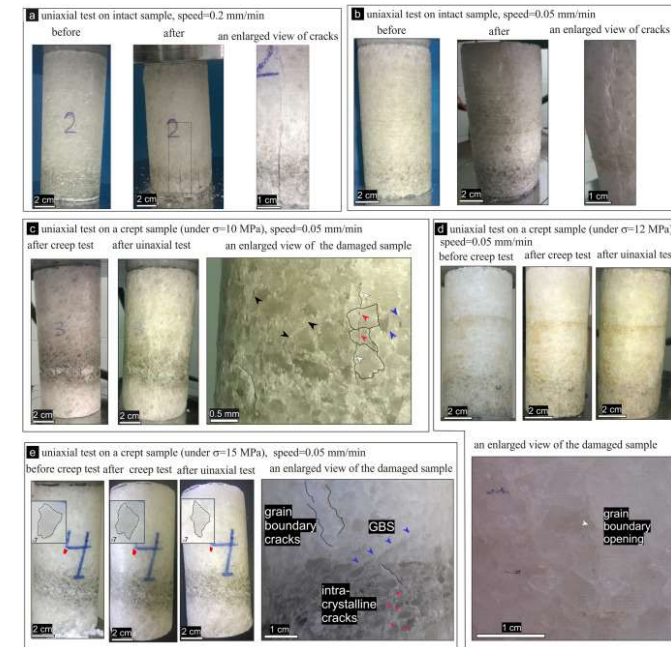 a uniaxial test on intact sample, speed=0.2 mm/min
before after an enlarged view of cracks
2
2
2
2 cm
2 cm
1 cm
b uniaxial test on intact sample, speed=0.05 mm/min
before after an enlarged view of cracks
2 cm
2 cm
1 cm
c uniaxial test on a crept sample (under σ=10 MPa), speed=0.05 mm/min
after creep test after uinaxial test an enlarged view of the damaged sample
3
2 cm
2 cm
0.5 mm
d uniaxial test on a crept sample (under σ=12 MPa)
speed=0.05 mm/min
before creep test after creep test after uinaxial test
2 cm
2 cm
2 cm
an enlarged view of the damaged sample
grain
boundary
opening
1 cm
e uniaxial test on a crept sample (under σ=15 MPa), speed=0.05 mm/min
before creep test after creep test after uinaxial test an enlarged view of the damaged sample
4
4
4
2 cm
2 cm
2 cm
grain
boundary
cracks
GBS
intra-
crystalline
cracks
1 cm